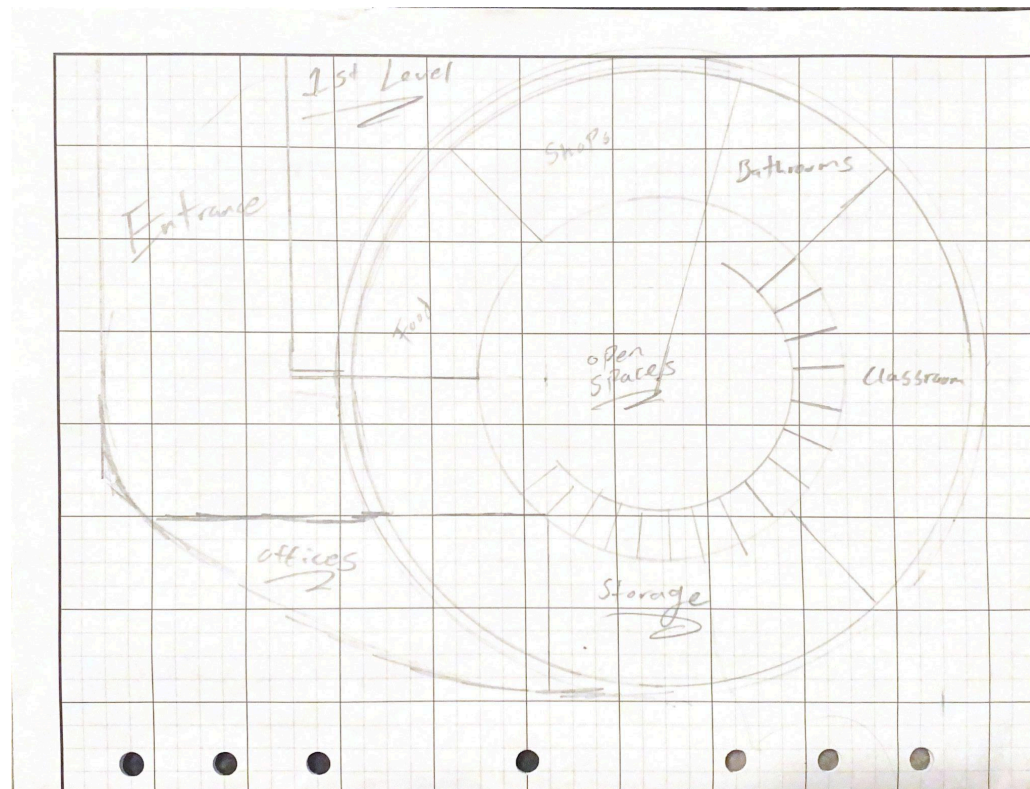 1st Level
Shops
Bathrooms
Entrance
Food
open
spaces
Classroom
offices
Storage